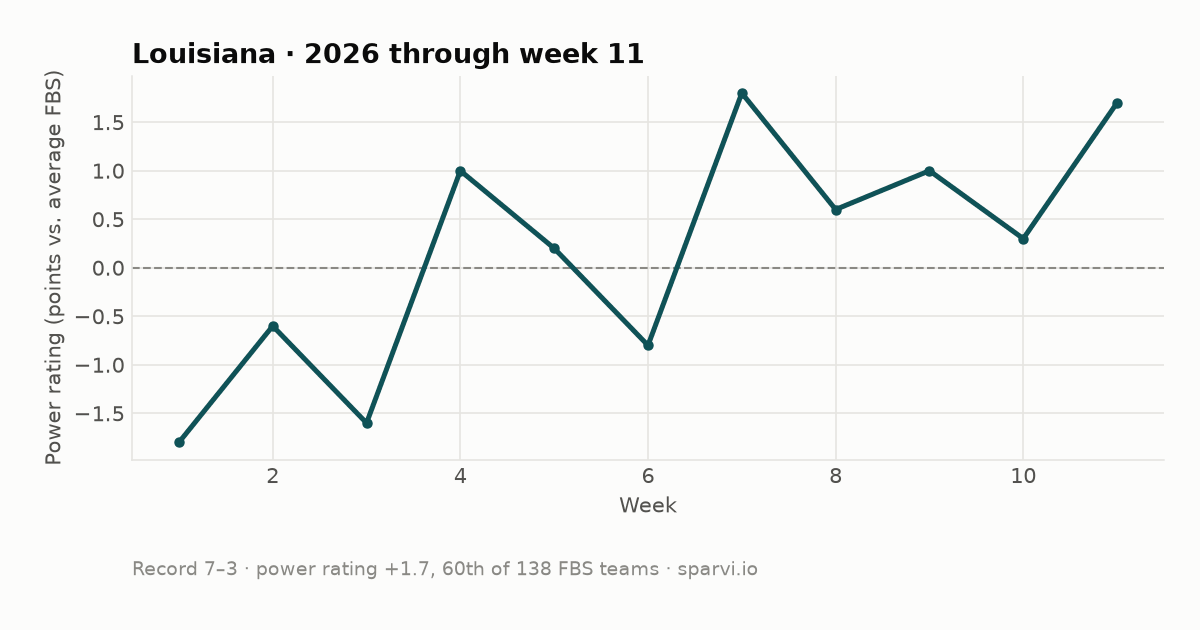 Louisiana · 2026 through week 11
Power rating (points vs. average FBS)
1.5
1.0
0.5
0.0
−0.5
−1.0
−1.5
2 4 6 8 10
Week
Record 7–3 · power rating +1.7, 60th of 138 FBS teams · sparvi.io